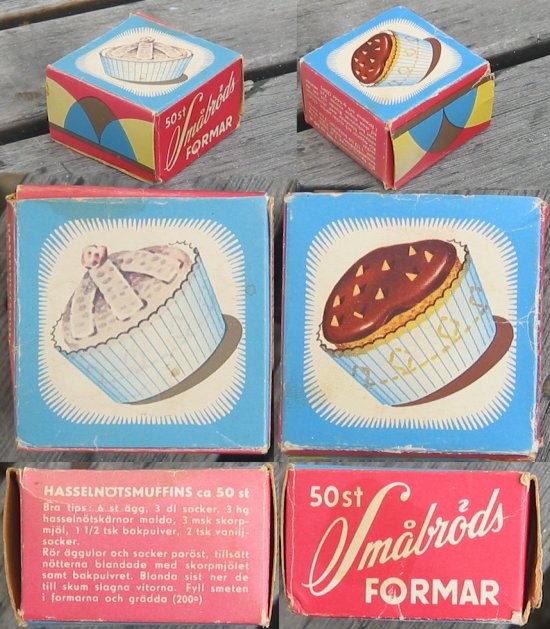 50 st
Småbröds
FORMAR
HASSELNÖTSMUFFINS ca 50 st
Bra tips: 6 st ägg, 3 dl socker, 3 hg
hasselnötskärnor malda, 3 msk skorp-
mjöl, 1 1/2 tsk bakpulver, 2 tsk vanilj-
socker.
Rör äggulor och socker poröst, tillsätt
nötterna blandade med skorpmjölet
samt bakpulvret. Blanda sist ner de
till skum slagna vitorna. Fyll smeten
i formarna och grädda (200º)
50 st
Småbröds
FORMAR